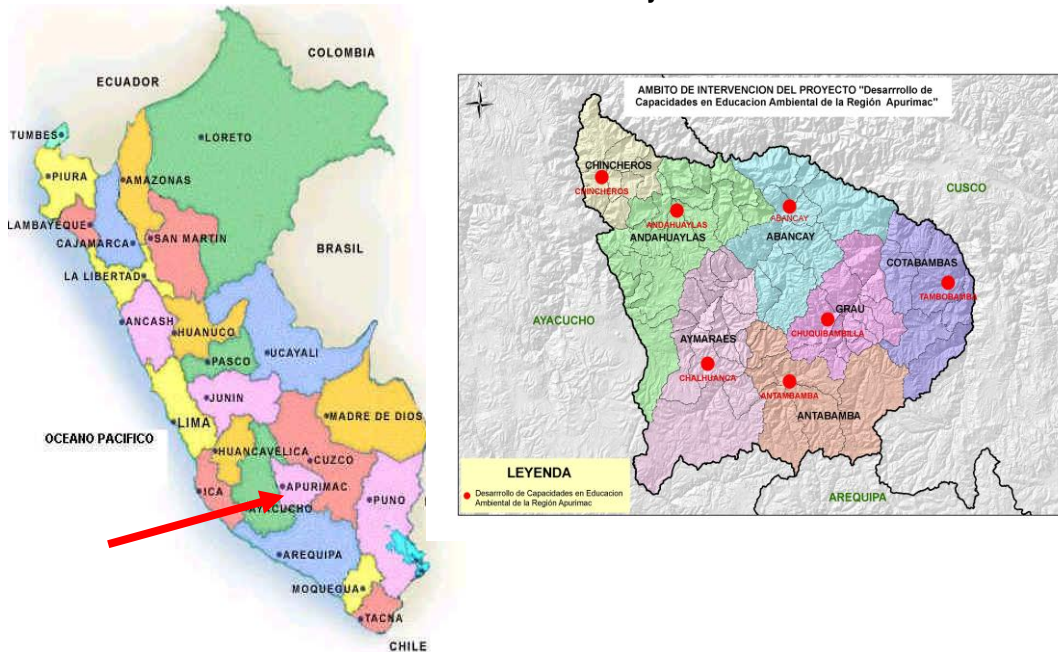 COLOMBIA
ECUADOR
TUMBES
LORETO
PIURA
AMAZONAS
LAMBAYEQUE
CAJAMARCA
SAN MARTIN
BRASIL
LA LIBERTAD
ANCASH
HUANUCO
PASCO
UCAYALI
JUNIN
LIMA
MADRE DE DIOS
OCEANO PACIFICO
HUANCAVELICA
CUZCO
ICA
APURIMAC
PUNO
AYACUCHO
AREQUIPA
MOQUEGUA
TACNA
CHILE
AMBITO DE INTERVENCION DEL PROYECTO "Desarrrollo de
Capacidades en Educacion Ambiental de la Región Apurimac"
CHINCHEROS
CHINCHEROS
CUSCO
ANDAHUAYLAS
ABANCAY
ANDAHUAYLAS
ABANCAY
COTABAMBAS
TAMBOBAMBA
GRAU
AYACUCHO
CHUQUIBAMBILLA
AYMARAES
CHALHUANCA
ANTAMBAMBA
ANTABAMBA
LEYENDA
Desarrrollo de Capacidades en Educacion
Ambiental de la Región Apurimac
AREQUIPA